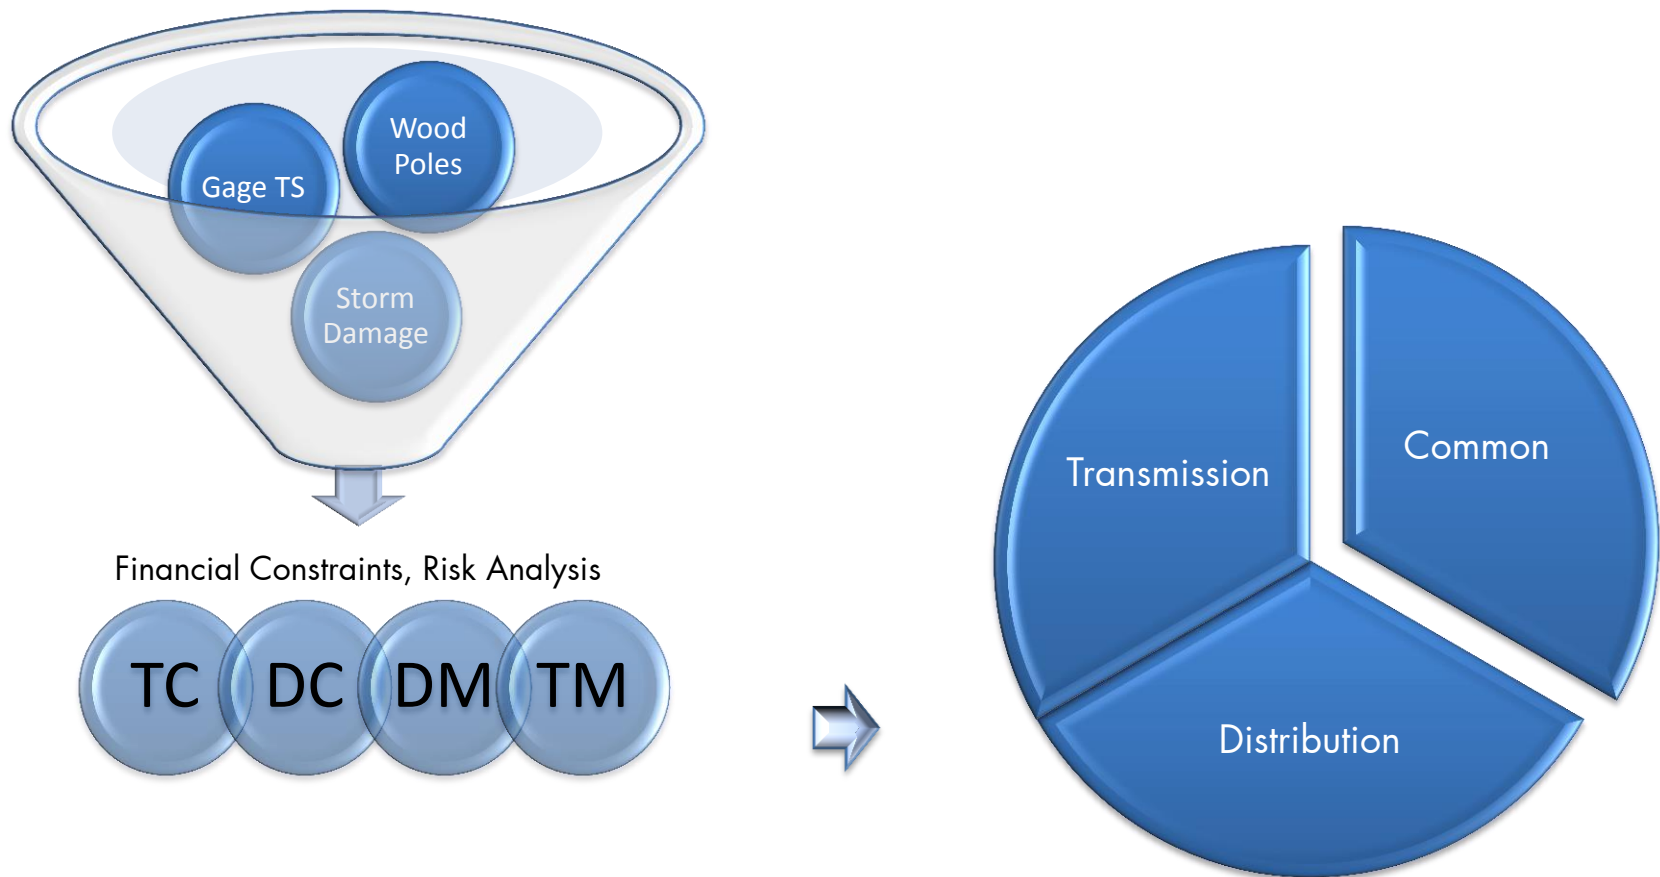 Wood
Poles
Gage TS
Storm
Damage
Financial Constraints, Risk Analysis
TC DC DM TM
Transmission
Common
Distribution